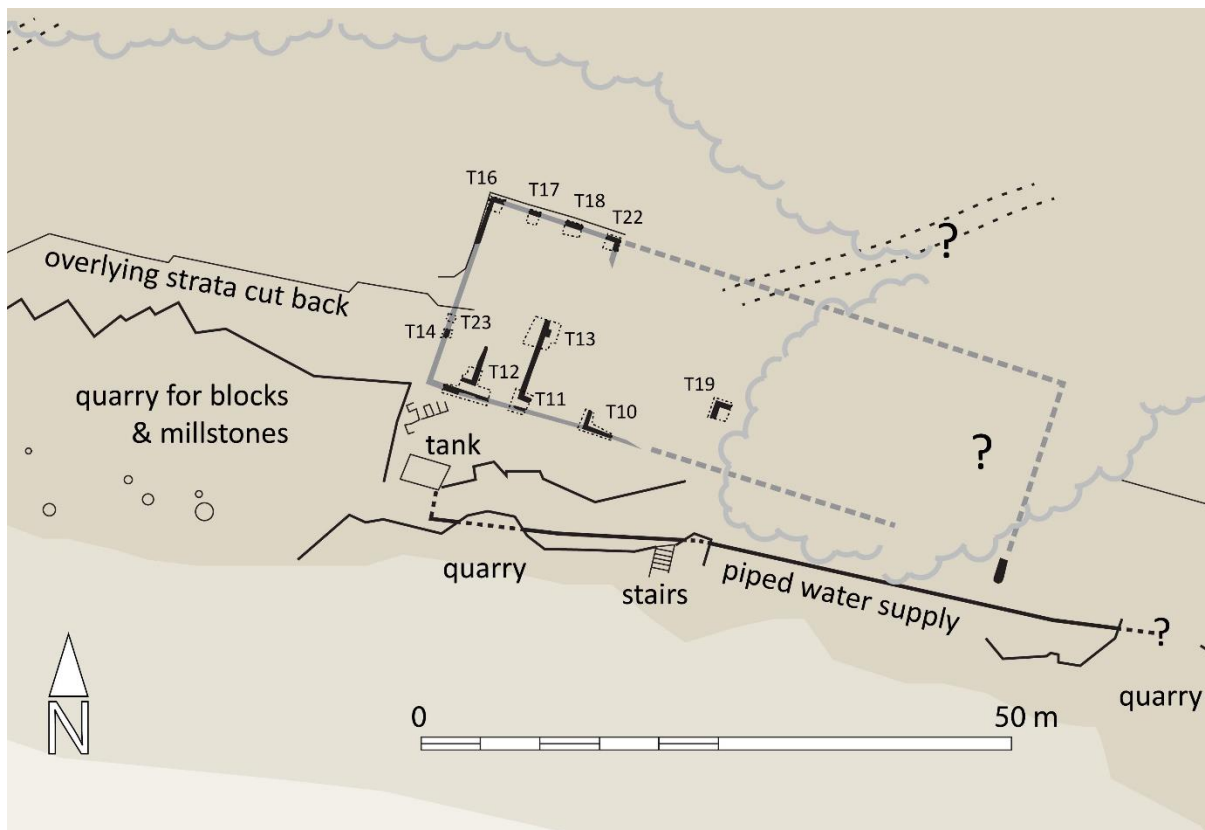 T16
T17
T18
T22
?
overlying strata cut back
T14
T23
T13
T12
T11
T10
T19
quarry for blocks
& millstones
tank
?
quarry
stairs
piped water supply
?
quarry
N
0
50 m